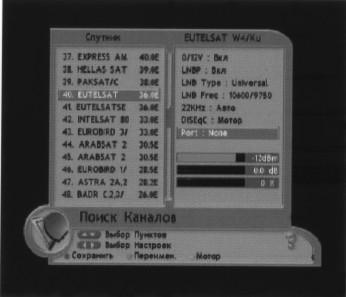 Спутник
37. EXPRESS AM 40.0E
38. HELLAS SAT 39.0E
39. PAKSAT/C 38.0E
40. EUTELSAT 36.0E
41. EUTELSATSE 36.0E
42. INTELSAT 80 33.0E
43. EUROBIRD 3/ 33.0E
44. ARABSAT 2 30.5E
45. ARABSAT 2 30.5E
46. EUROBIRD 1/ 28.5E
47. ASTRA 2A,2 28.2E
48. BADR C,2,3/ 26.0E
EUTELSAT W4/Ku
0/12V : Вкл
LNBP : Вкл
LNB Type : Universal
LNB Freq : 10600/9750
22KHz : Авто
DISEqC : Мотор
Port : None
-12dBm
0.0 dB
0 %
Поиск Каналов
Выбор Пунктов
Выбор Настроек
Сохранить Переимен. Мотор